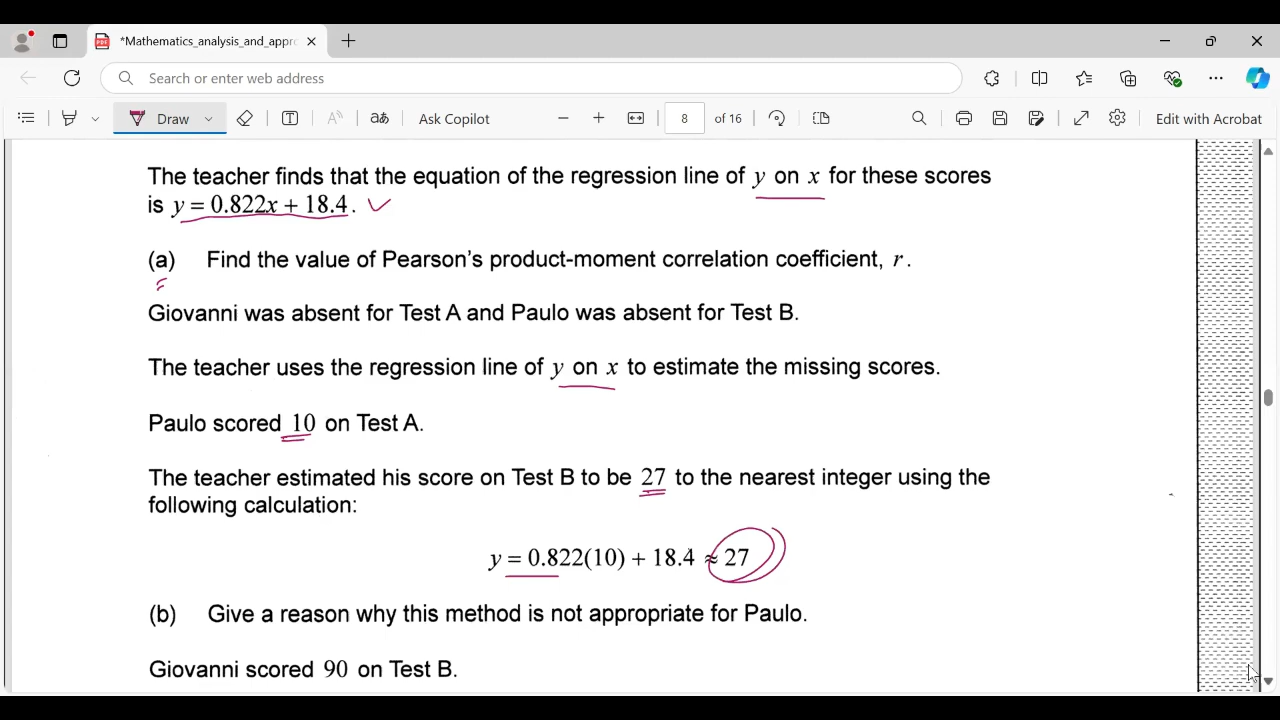 *Mathematics_analysis_and_appro
Search or enter web address
Draw
aあ
Ask Copilot
8 of 16
Edit with Acrobat
The teacher finds that the equation of the regression line of y on x for these scores
is y = 0.822x + 18.4.
(a) Find the value of Pearson's product-moment correlation coefficient, r.
Giovanni was absent for Test A and Paulo was absent for Test B.
The teacher uses the regression line of y on x to estimate the missing scores.
Paulo scored 10 on Test A.
The teacher estimated his score on Test B to be 27 to the nearest integer using the
following calculation:
y = 0.822(10) + 18.4 ≈ 27
(b) Give a reason why this method is not appropriate for Paulo.
Giovanni scored 90 on Test B.